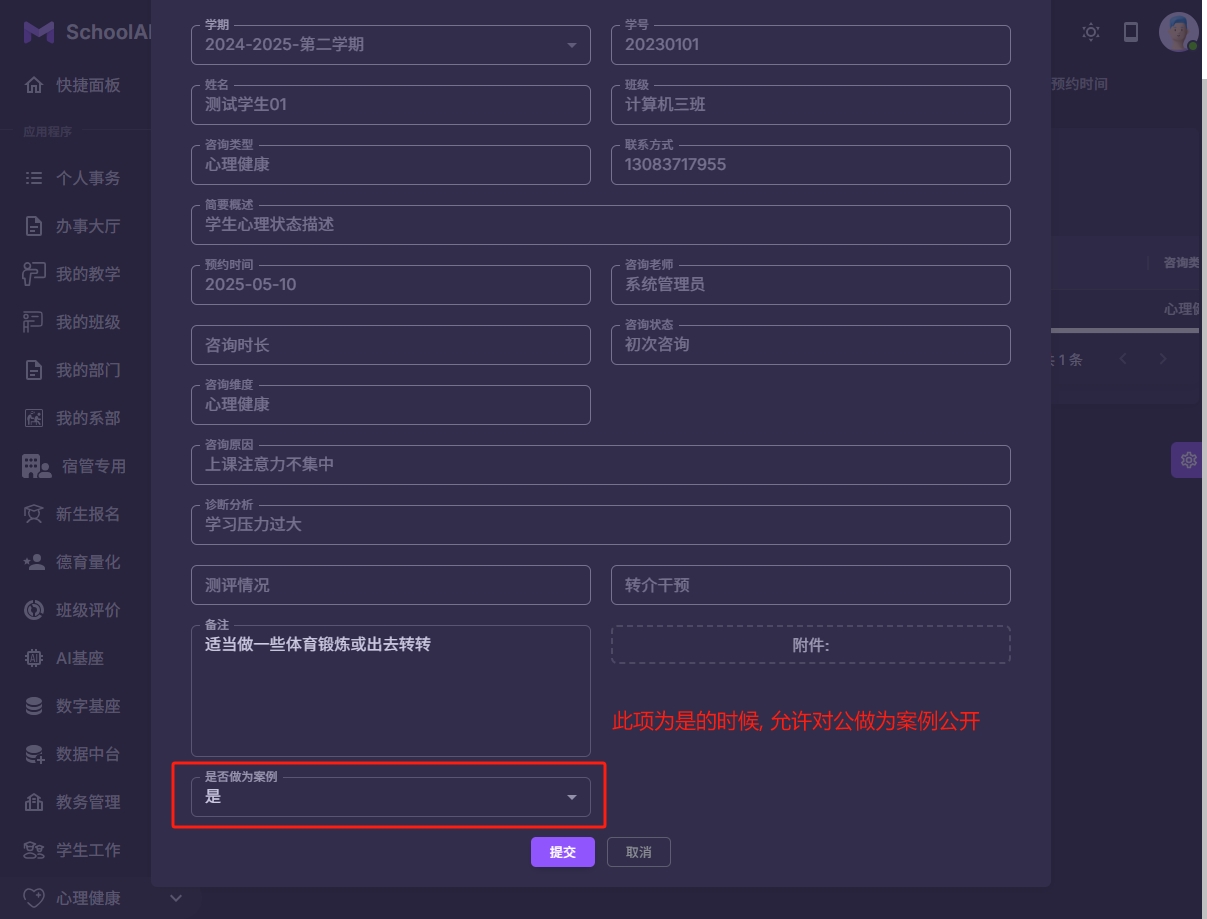 SchoolAI
学期
2024-2025-第二学期
学号
20230101
快捷面板
姓名
测试学生01
班级
计算机三班
预约时间
应用程序
咨询类型
心理健康
联系方式
13083717955
个人事务
简要概述
学生心理状态描述
办事大厅
预约时间
2025-05-10
咨询老师
系统管理员
咨询类
我的教学
心理健
我的班级
咨询时长
咨询状态
初次咨询
共 1 条
我的部门
咨询维度
心理健康
我的系部
咨询原因
上课注意力不集中
宿管专用
诊断分析
学习压力过大
新生报名
德育量化
测评情况
转介干预
班级评价
备注
适当做一些体育锻炼或出去转转
附件:
AI基座
数字基座
此项为是的时候, 允许对公做为案例公开
数据中台
是否做为案例
是
教务管理
提交
取消
学生工作
心理健康